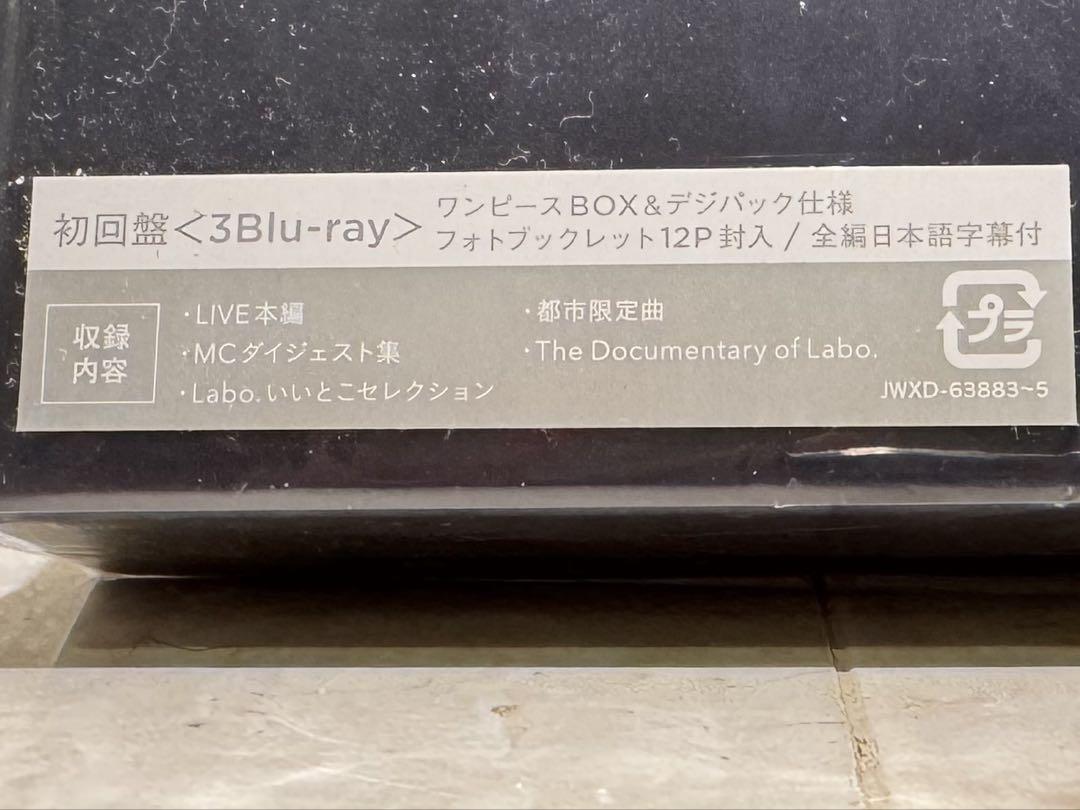 初回盤<3Blu-ray>
ワンピースBOX&デジパック仕様
フォトブックレット12P封入 / 全編日本語字幕付
収録
内容
・LIVE本編
・MCダイジェスト集
・Labo.いいとこセレクション
・都市限定曲
・The Documentary of Labo.
プラ
JWXD-63883~5